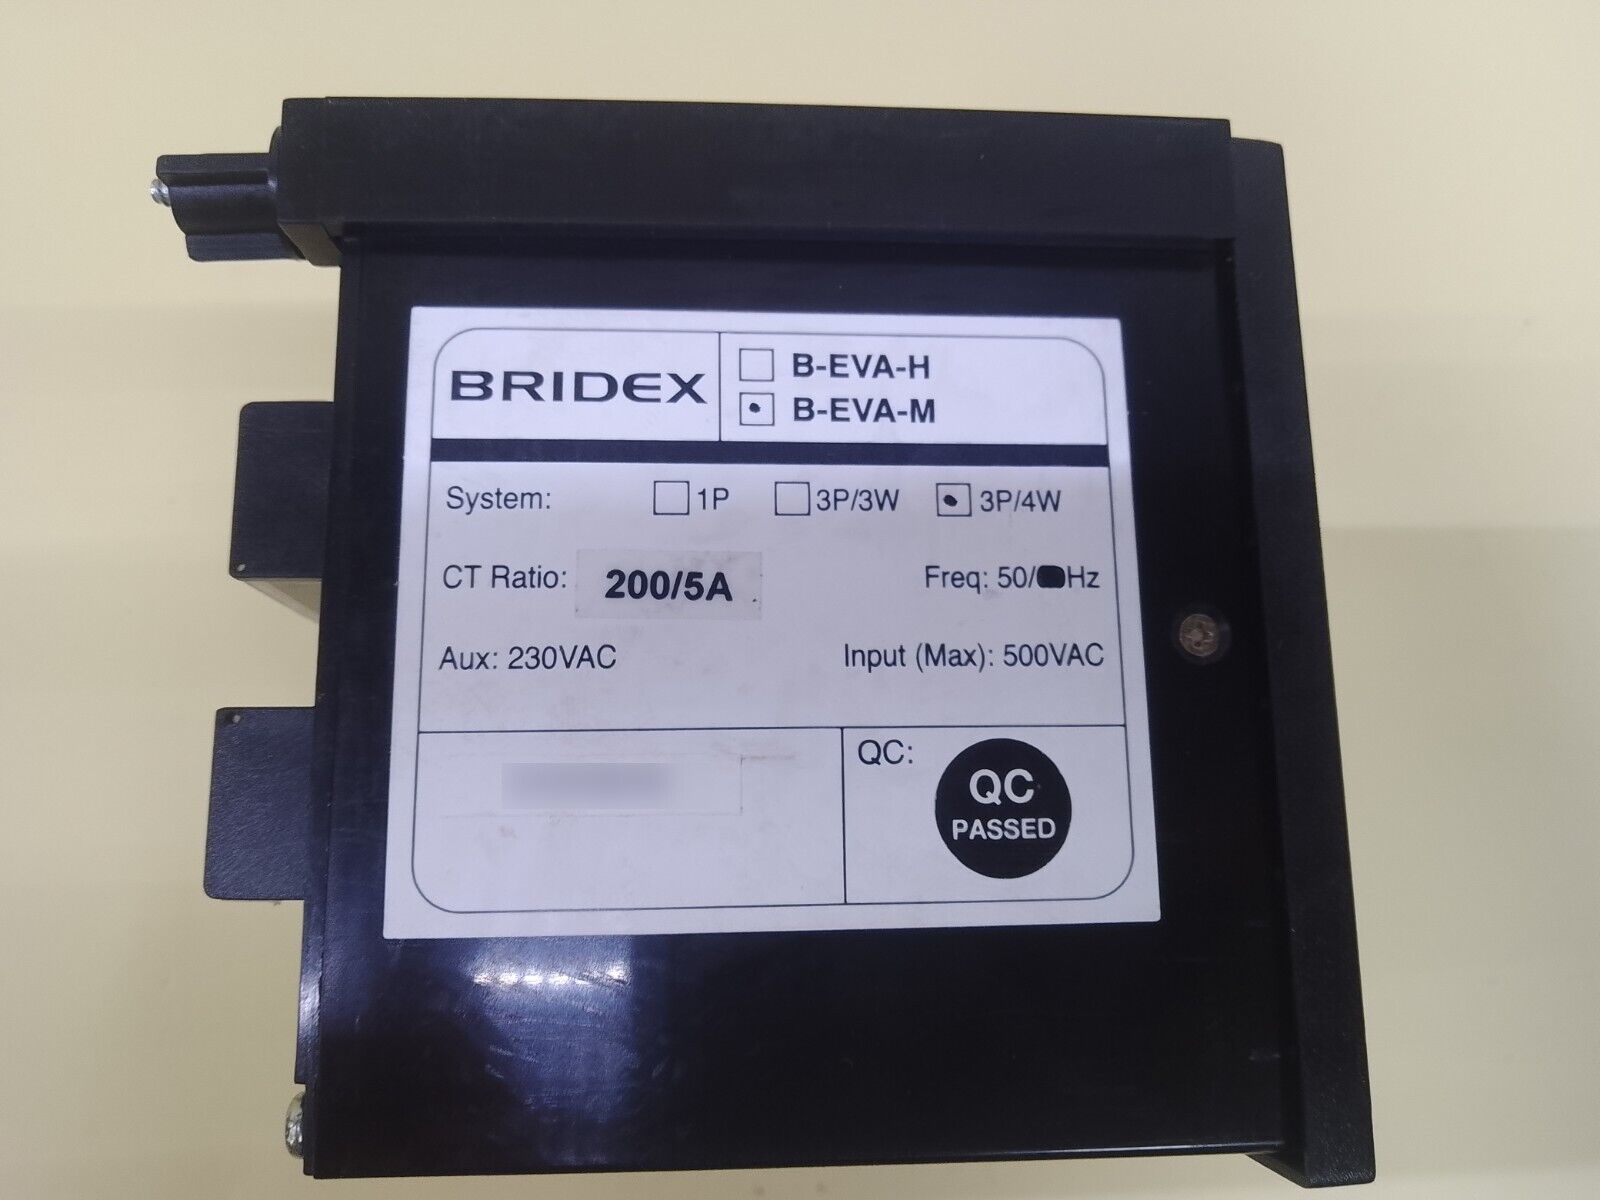 BRIDEX
B-EVA-H
B-EVA-M
System: 1P 3P/3W 3P/4W
CT Ratio: 200/5A Freq: 50/ Hz
Aux: 230VAC Input (Max): 500VAC
QC:
QC
PASSED